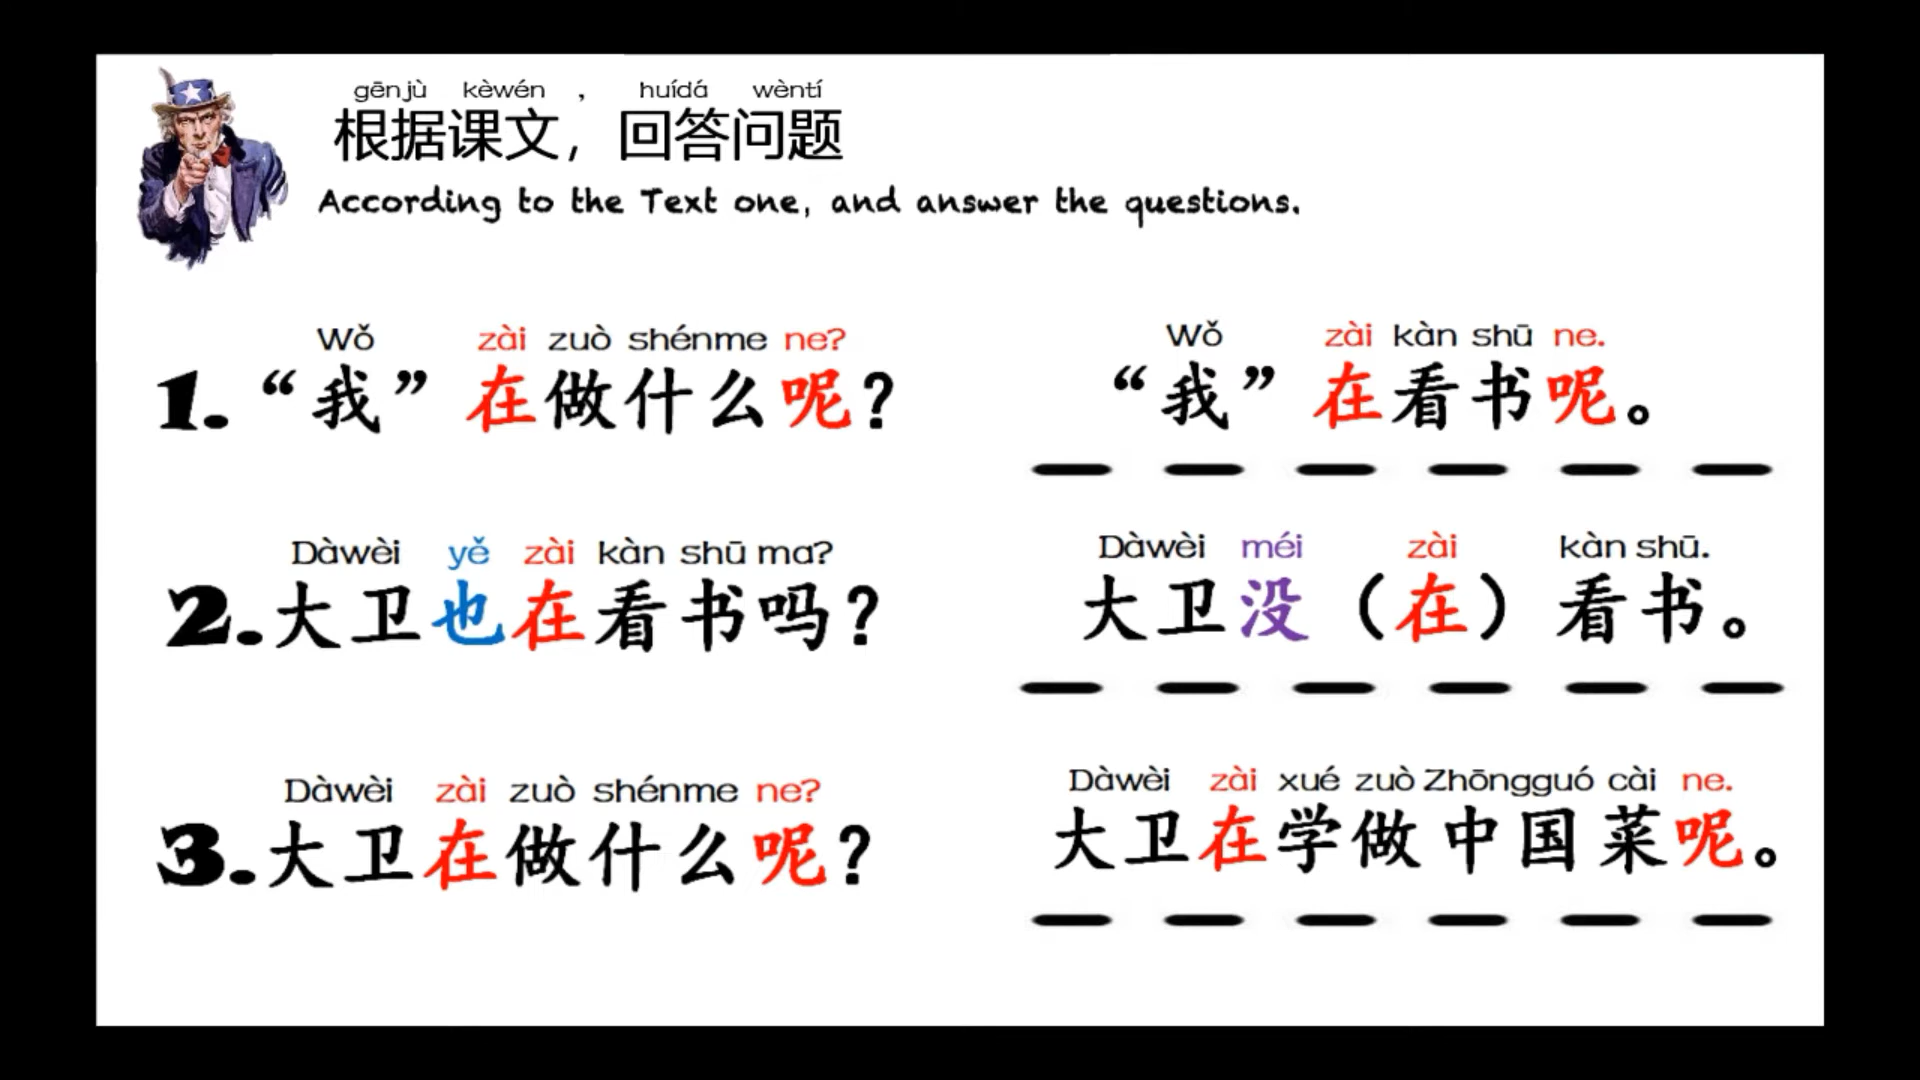 gēnjù kèwén , huídá wèntí
根据课文，回答问题
According to the Text one, and answer the questions.
Wǒ zài zuò shénme ne?
1.“我”在做什么呢？
Wǒ zài kàn shū ne.
“我”在看书呢。
Dàwèi yě zài kàn shū ma?
2.大卫也在看书吗？
Dàwèi méi zài kàn shū.
大卫没（在）看书。
Dàwèi zài zuò shénme ne?
3.大卫在做什么呢？
Dàwèi zài xué zuò Zhōngguó cài ne.
大卫在学做中国菜呢。